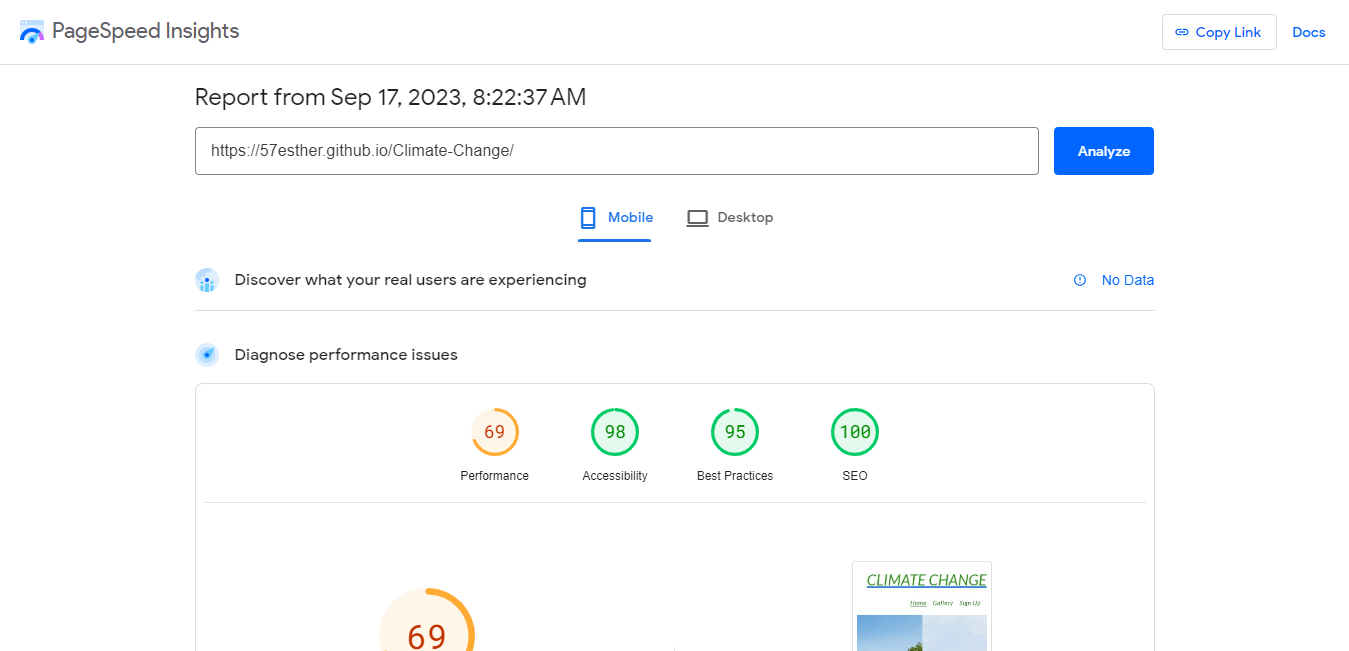 PageSpeed Insights
Copy Link
Docs
Report from Sep 17, 2023, 8:22:37 AM
https://57esther.github.io/Climate-Change/
Analyze
Mobile
Desktop
Discover what your real users are experiencing
No Data
Diagnose performance issues
69
98
95
100
Performance
Accessibility
Best Practices
SEO
CLIMATE CHANGE
Home Gallery Sign Up
69